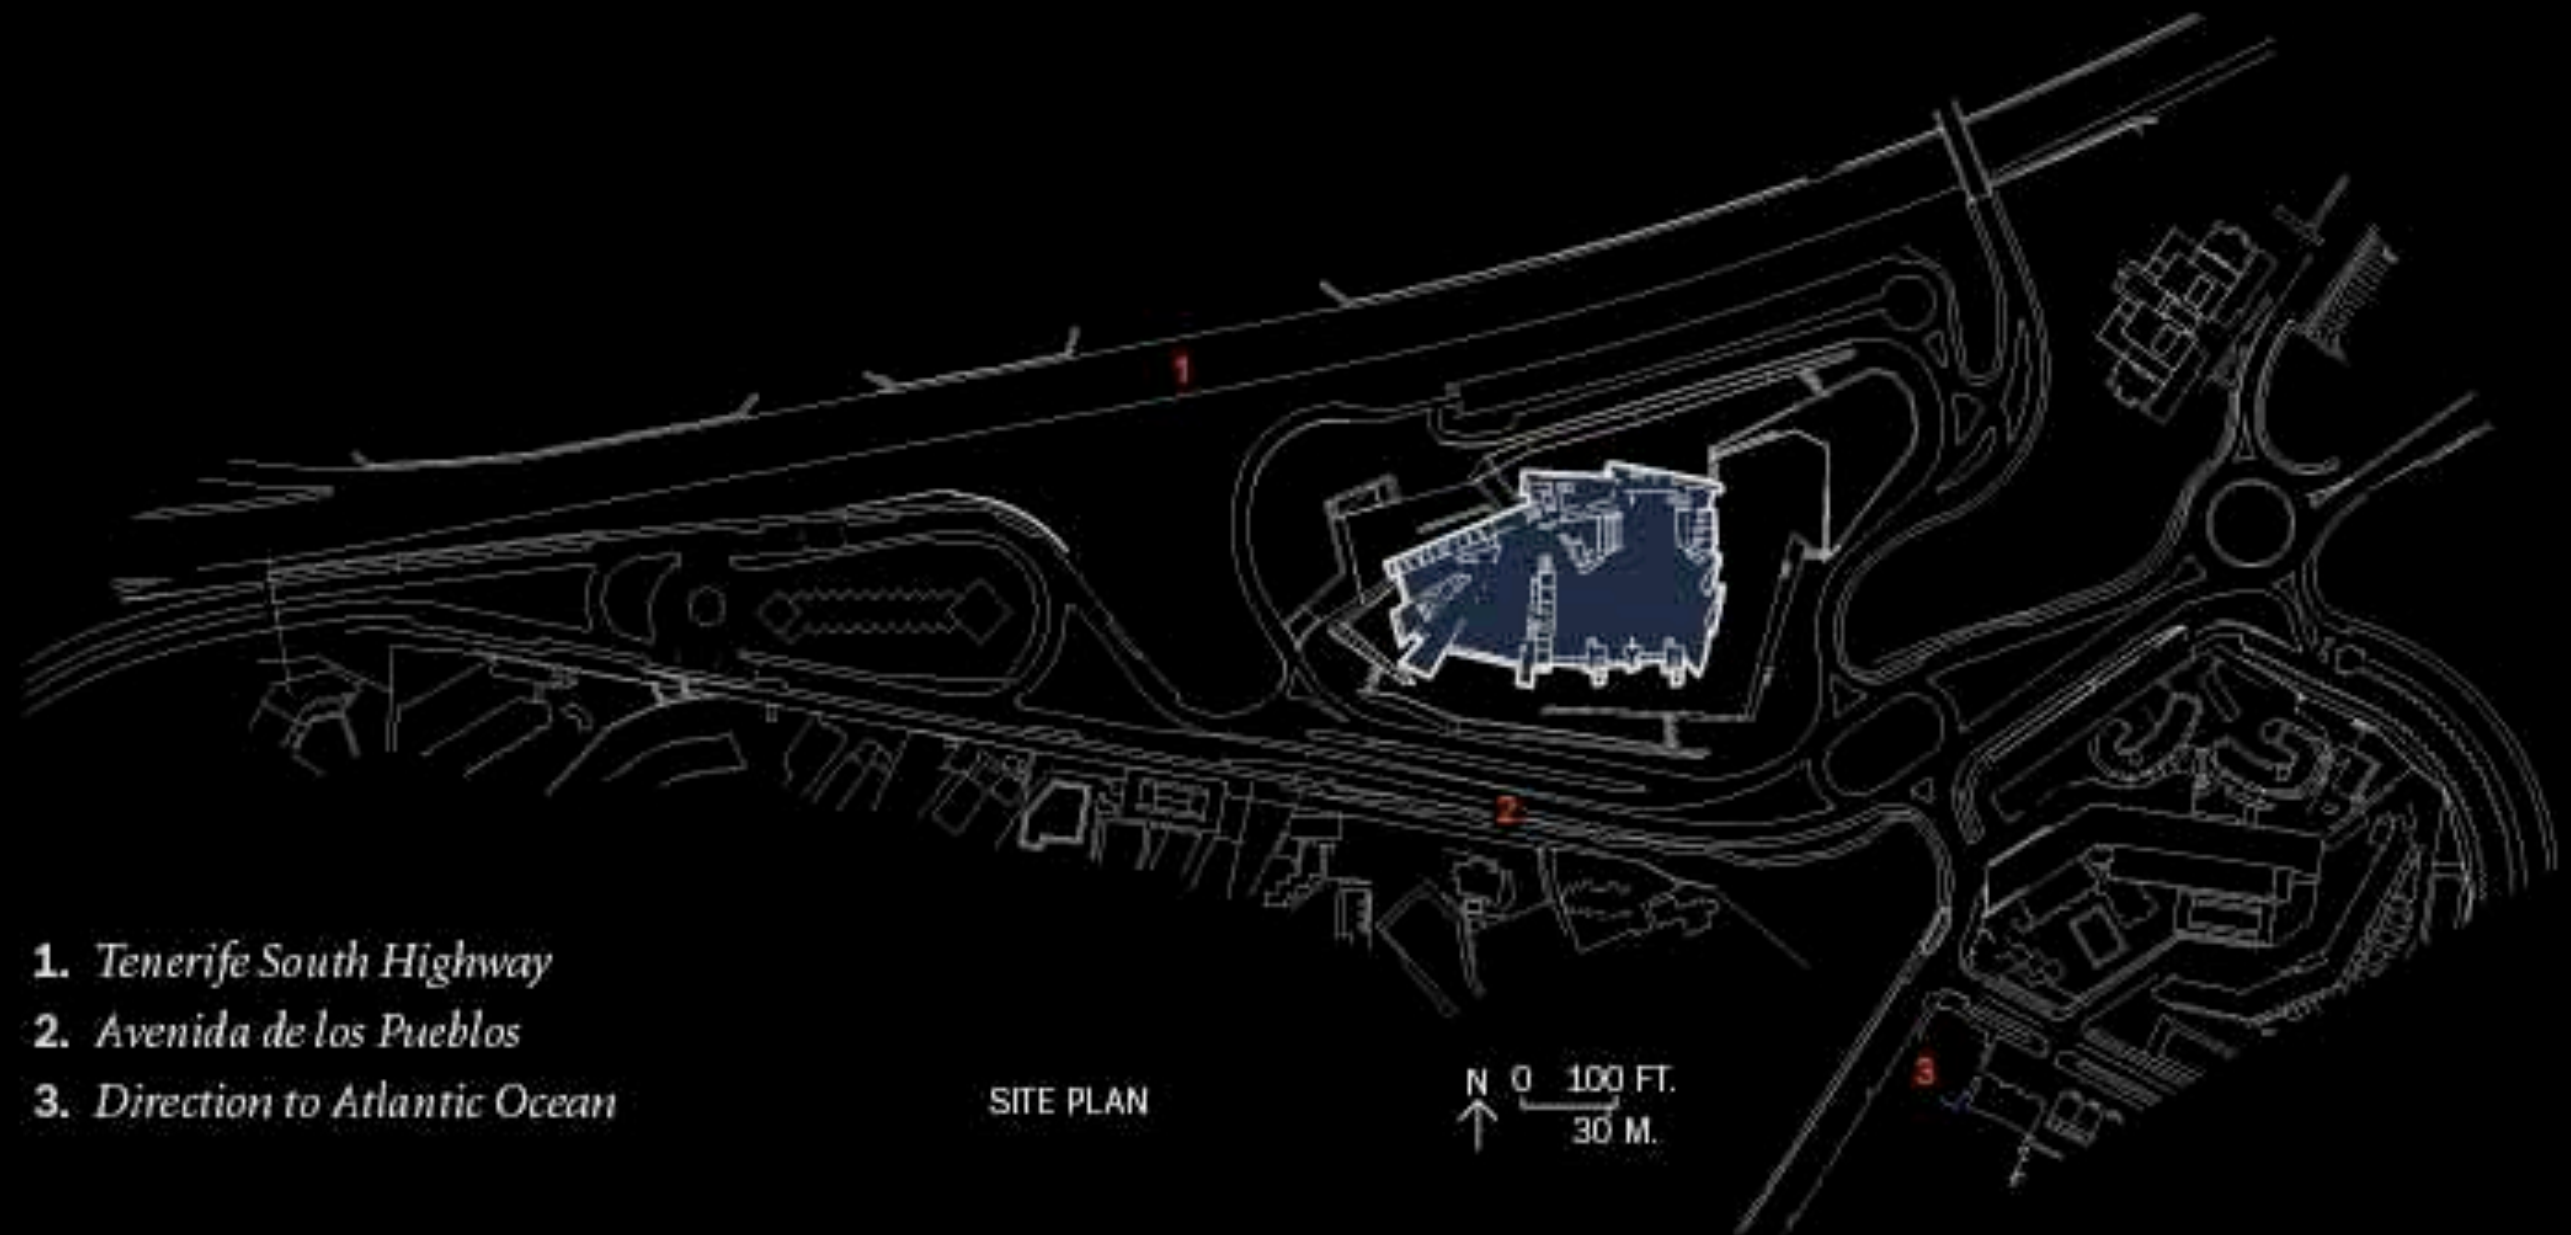 1
2
1. Tenerife South Highway
2. Avenida de los Pueblos
3. Direction to Atlantic Ocean
SITE PLAN
N 0 100 FT.
30 M.
3